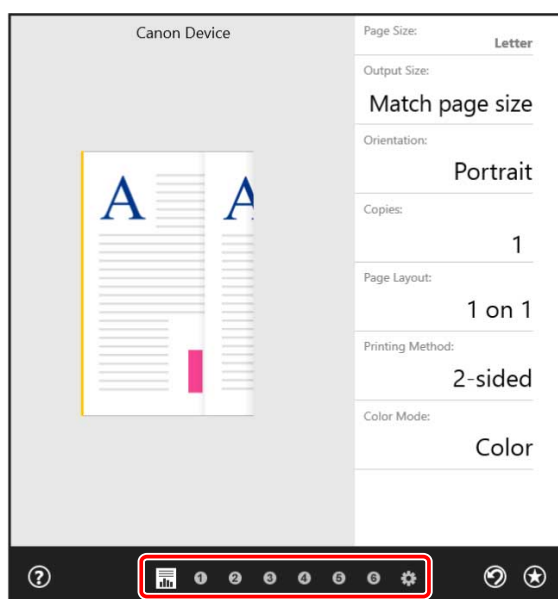 Canon Device
Page Size:
Letter
Output Size:
Match page size
Orientation:
Portrait
Copies:
1
Page Layout:
1 on 1
Printing Method:
2-sided
Color Mode:
Color
A A
? 1 2 3 4 5 6